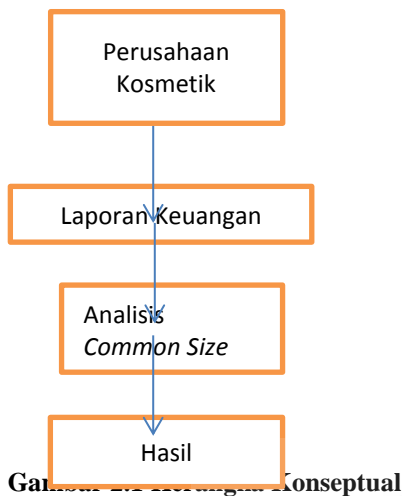 Perusahaan
Kosmetik
Laporan Keuangan
Analisis
Common Size
Hasil
Konseptual